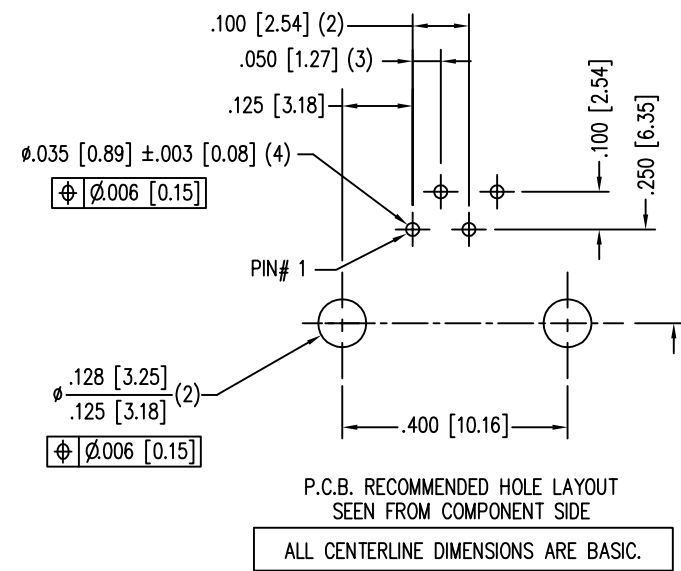 .100 [2.54] (2)
.050 [1.27] (3)
.125 [3.18]
ø.035 [0.89] ±.003 [0.08] (4)
⌖ Ø.006 [0.15]
.100 [2.54]
.250 [6.35]
PIN# 1
ø .128 [3.25]
.125 [3.18] (2)
⌖ Ø.006 [0.15]
.400 [10.16]
P.C.B. RECOMMENDED HOLE LAYOUT
SEEN FROM COMPONENT SIDE
ALL CENTERLINE DIMENSIONS ARE BASIC.